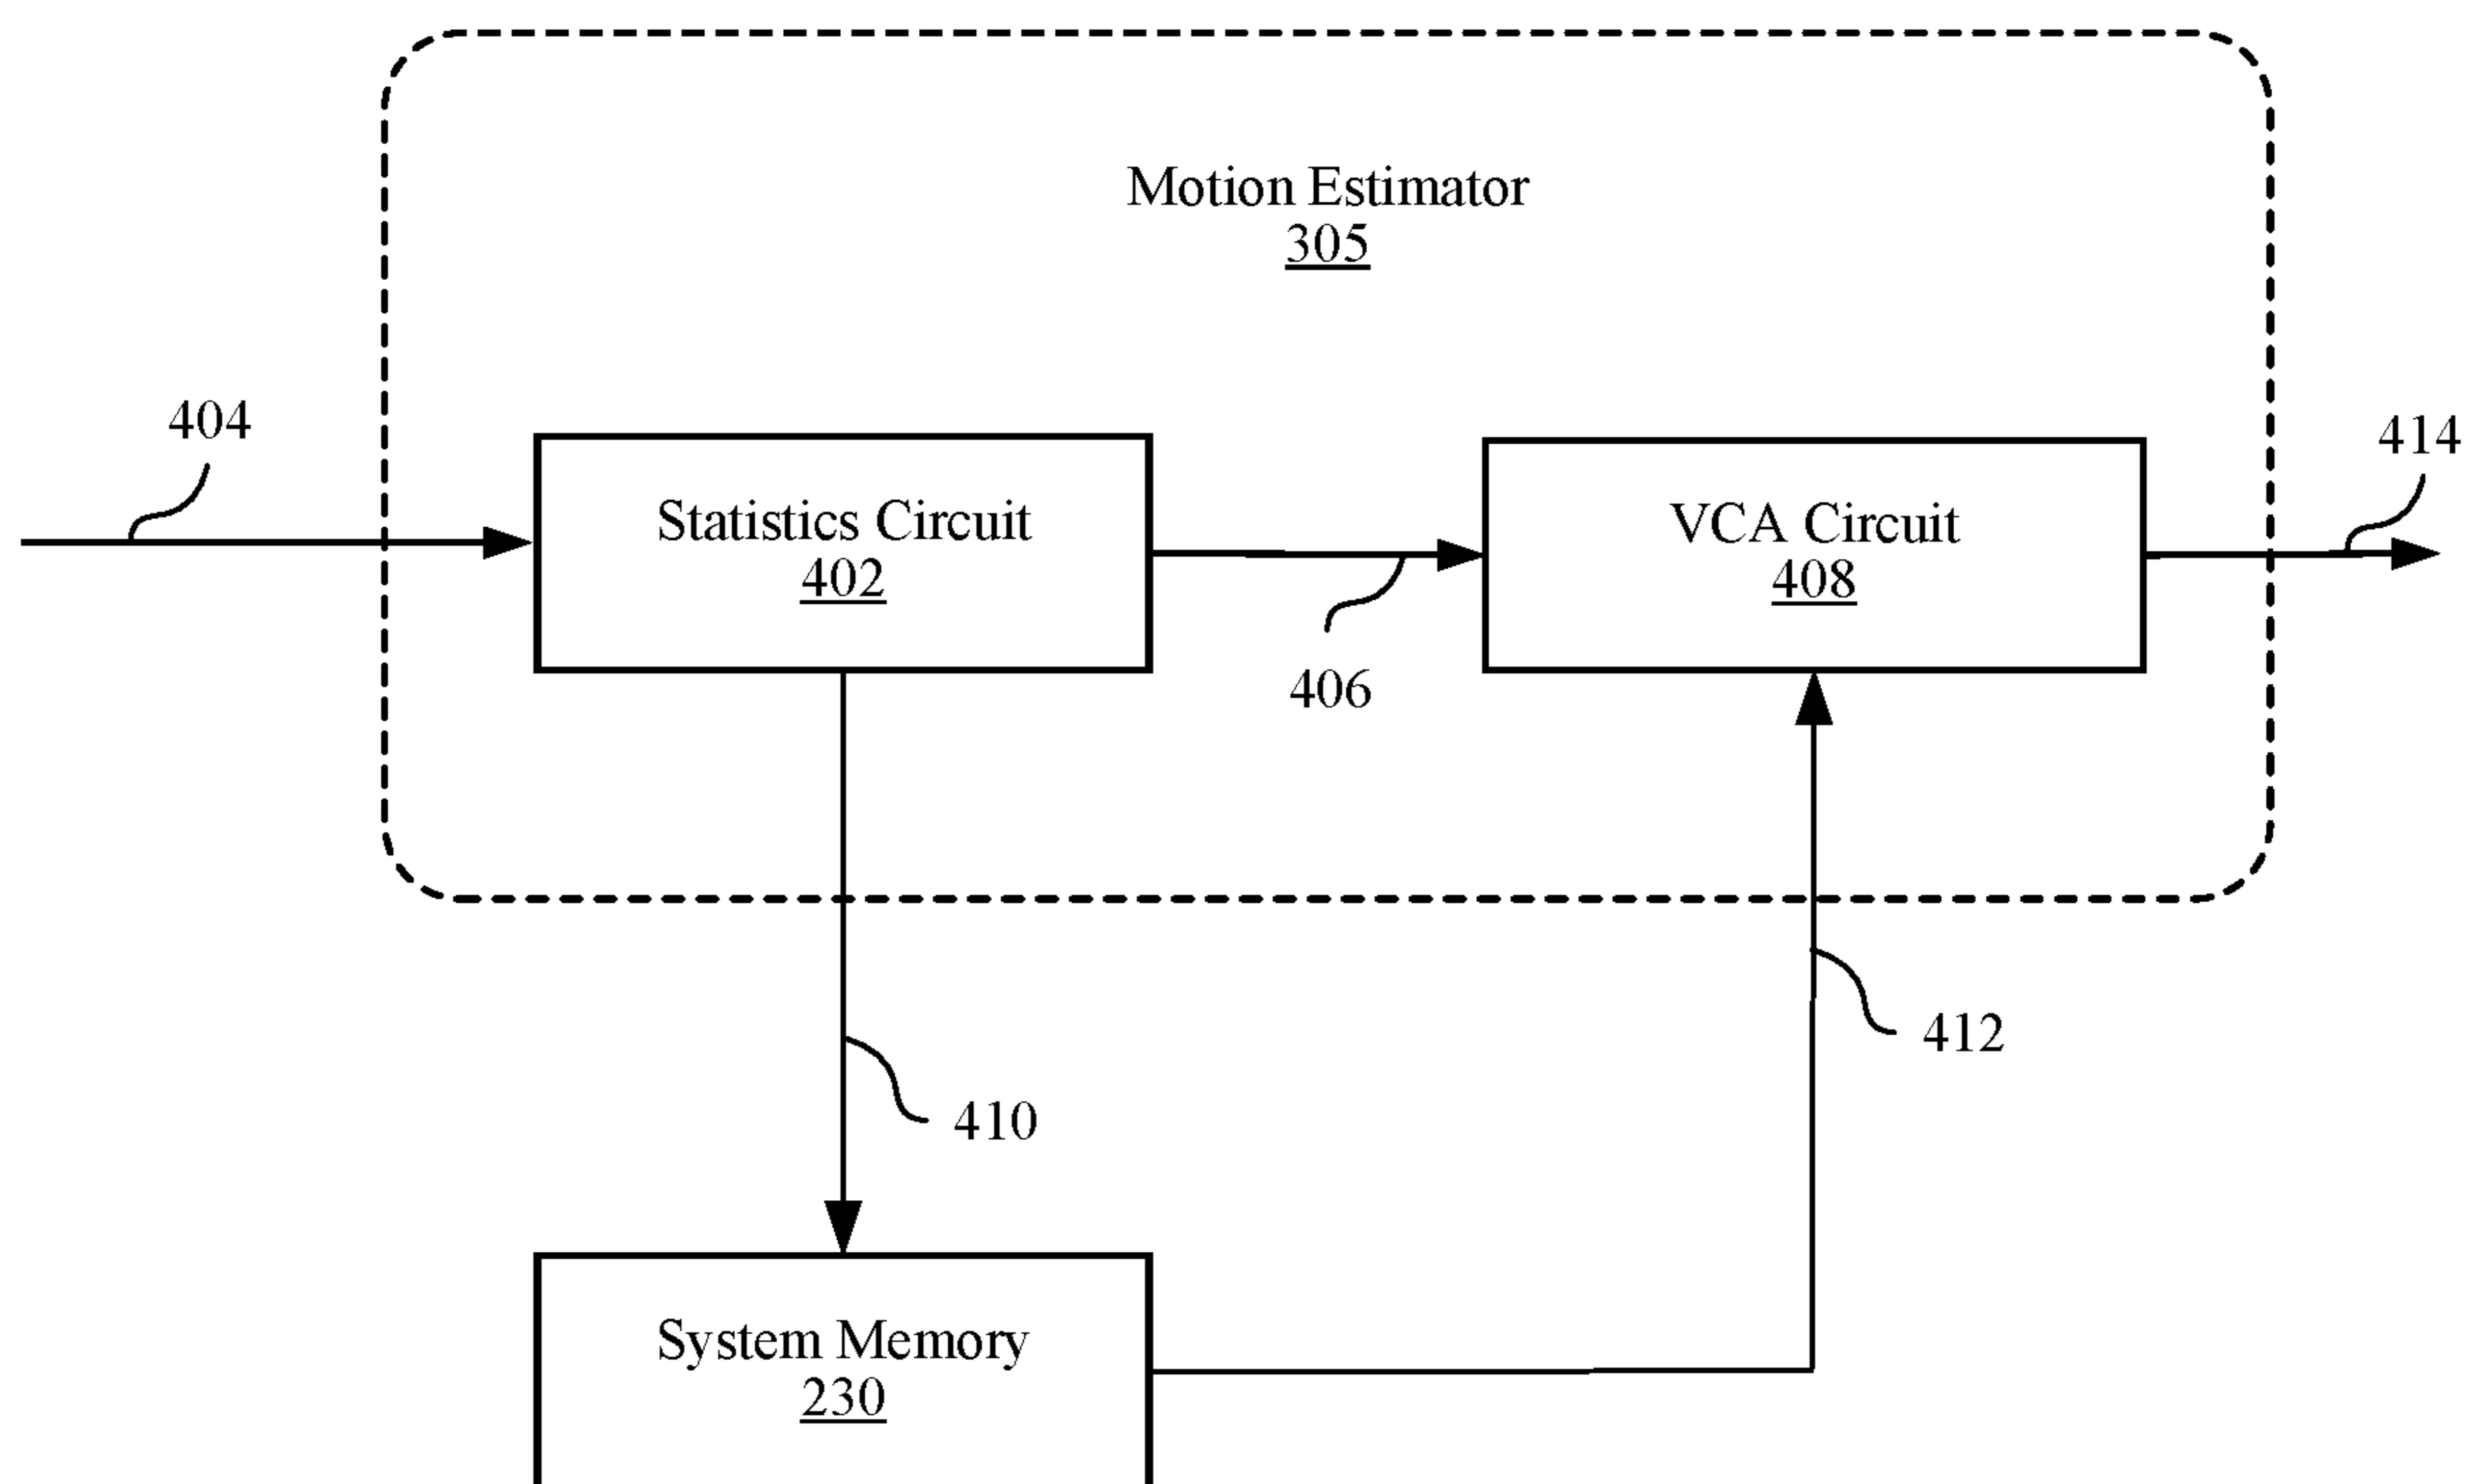 Motion Estimator
305
404
414
Statistics Circuit
402
VCA Circuit
408
406
412
410
System Memory
230